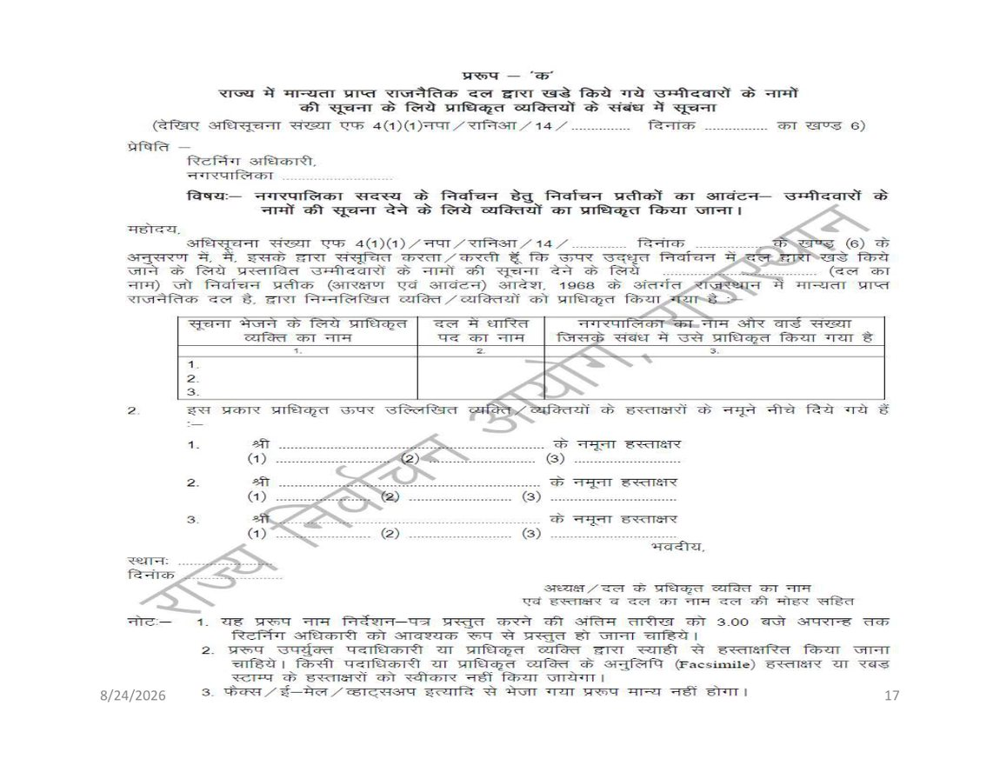 प्ररूप – 'क'
राज्य में मान्यता प्राप्त राजनैतिक दल द्वारा खडे किये गये उम्मीदवारों के नामों
की सूचना के लिये प्राधिकृत व्यक्तियों के संबंध में सूचना
(देखिए अधिसूचना संख्या एफ 4(1)(1)नपा/रानिआ/14/............... दिनांक ............... का खण्ड 6)
प्रेषिति –
रिटर्निग अधिकारी,
नगरपालिका ..........................
विषयः– नगरपालिका सदस्य के निर्वाचन हेतु निर्वाचन प्रतीकों का आवंटन– उम्मीदवारों के
नामों की सूचना देने के लिये व्यक्तियों का प्राधिकृत किया जाना।
महोदय,
अधिसूचना संख्या एफ 4(1)(1)/नपा/रानिआ/14/............. दिनांक .................. के खण्ड (6) के
अनुसरण में, मैं, इसके द्वारा संसूचित करता/करती हूँ कि ऊपर उद्धृत निर्वाचन में दल द्वारा खडे किये
जाने के लिये प्रस्तावित उम्मीदवारों के नामों की सूचना देने के लिये .................................... (दल का
नाम) जो निर्वाचन प्रतीक (आरक्षण एवं आवंटन) आदेश, 1968 के अंतर्गत राजस्थान में मान्यता प्राप्त
राजनैतिक दल है, द्वारा निम्नलिखित व्यक्ति/व्यक्तियों को प्राधिकृत किया गया है :–
सूचना भेजने के लिये प्राधिकृत व्यक्ति का नाम
दल में धारित पद का नाम
नगरपालिका का नाम और वार्ड संख्या जिसके संबंध में उसे प्राधिकृत किया गया है
1. 2. 3.
1.
2.
3.
2. इस प्रकार प्राधिकृत ऊपर उल्लिखित व्यक्ति/व्यक्तियों के हस्ताक्षरों के नमूने नीचे दिये गये हैं
:–
1. श्री ............................................................... के नमूना हस्ताक्षर
(1) ............................ (2) .......................... (3) ..........................
2. श्री ............................................................... के नमूना हस्ताक्षर
(1) ........................ (2) .......................... (3) ...............................
3. श्री ............................................................... के नमूना हस्ताक्षर
(1) ........................ (2) .......................... (3) ...............................
भवदीय,
स्थानः ........................
दिनांक ........................
अध्यक्ष/दल के प्रधिकृत व्यक्ति का नाम
एवं हस्ताक्षर व दल का नाम दल की मोहर सहित
नोटः– 1. यह प्ररूप नाम निर्देशन–पत्र प्रस्तुत करने की अंतिम तारीख को 3.00 बजे अपरान्ह तक
रिटर्निग अधिकारी को आवश्यक रूप से प्रस्तुत हो जाना चाहिये।
2. प्ररूप उपर्युक्त पदाधिकारी या प्राधिकृत व्यक्ति द्वारा स्याही से हस्ताक्षरित किया जाना
चाहिये। किसी पदाधिकारी या प्राधिकृत व्यक्ति के अनुलिपि (Facsimile) हस्ताक्षर या रबड़
स्टाम्प के हस्ताक्षरों को स्वीकार नहीं किया जायेगा।
3. फैक्स/ई–मेल/व्हाट्सअप इत्यादि से भेजा गया प्ररूप मान्य नहीं होगा।
राज्य निर्वाचन आयोग, राजस्थान
8/24/2026
17